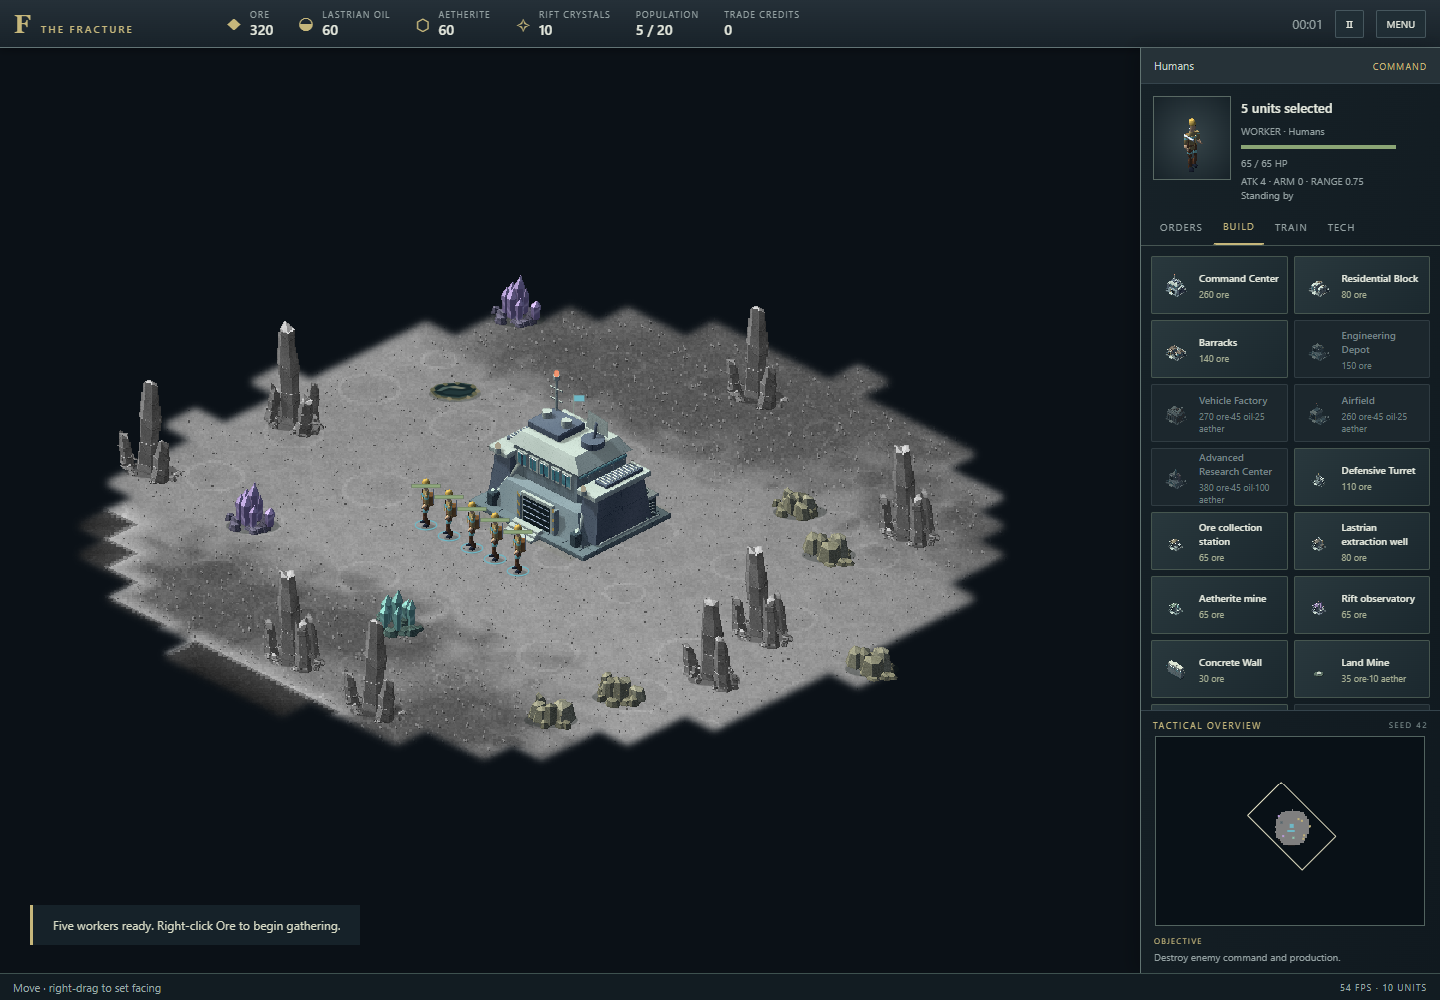 F THE FRACTURE
ORE
320
LASTRIAN OIL
60
AETHERITE
60
RIFT CRYSTALS
10
POPULATION
5 / 20
TRADE CREDITS
0
00:01
II
MENU
Humans
COMMAND
5 units selected
WORKER · Humans
65 / 65 HP
ATK 4 · ARM 0 · RANGE 0.75
Standing by
ORDERS BUILD TRAIN TECH
Command Center
260 ore
Residential Block
80 ore
Barracks
140 ore
Engineering
Depot
150 ore
Vehicle Factory
270 ore·45 oil·25
aether
Airfield
260 ore·45 oil·25
aether
Advanced
Research Center
380 ore·45 oil·100
aether
Defensive Turret
110 ore
Ore collection
station
65 ore
Lastrian
extraction well
80 ore
Aetherite mine
65 ore
Rift observatory
65 ore
Concrete Wall
30 ore
Land Mine
35 ore·10 aether
TACTICAL OVERVIEW
SEED 42
OBJECTIVE
Destroy enemy command and production.
Five workers ready. Right-click Ore to begin gathering.
Move · right-drag to set facing
54 FPS · 10 UNITS